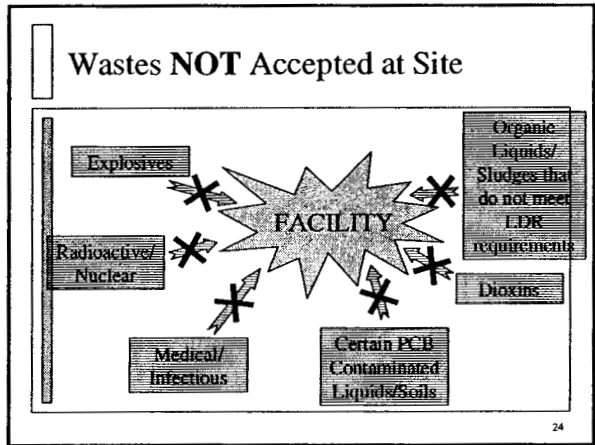 Wastes NOT Accepted at Site
Explosives
Radioactive/
Nuclear
Medical/
Infectious
FACILITY
Certain PCB
Contaminated
Liquids/Soils
Organic
Liquids/
Sludges that
do not meet
LDR
requirements
Dioxins
24